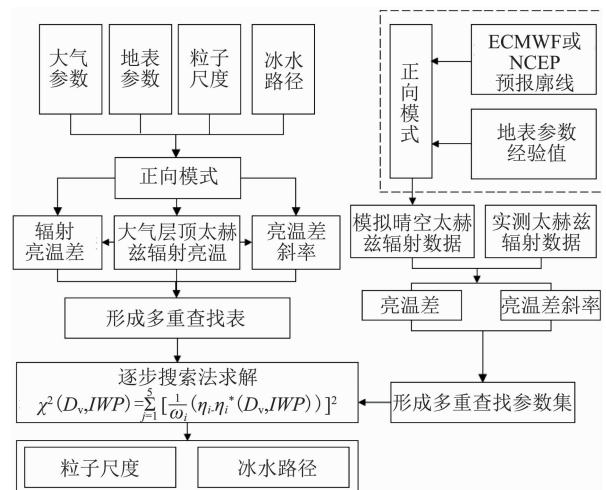 大气
参数
地表
参数
粒子
尺度
冰水
路径
正向模式
辐射
亮温差
大气层顶太赫
兹辐射亮温
亮温差
斜率
形成多重查找表
逐步搜索法求解
χ²(Dᵥ,IWP)=∑⁵ⱼ₌₁[1/ωᵢ(ηᵢ-ηᵢ*(Dᵥ,IWP))]²
粒子尺度
冰水路径
正向模式
ECMWF或
NCEP
预报廓线
地表参数
经验值
模拟晴空太赫
兹辐射数据
实测太赫兹
辐射数据
亮温差
亮温差斜率
形成多重查找参数集